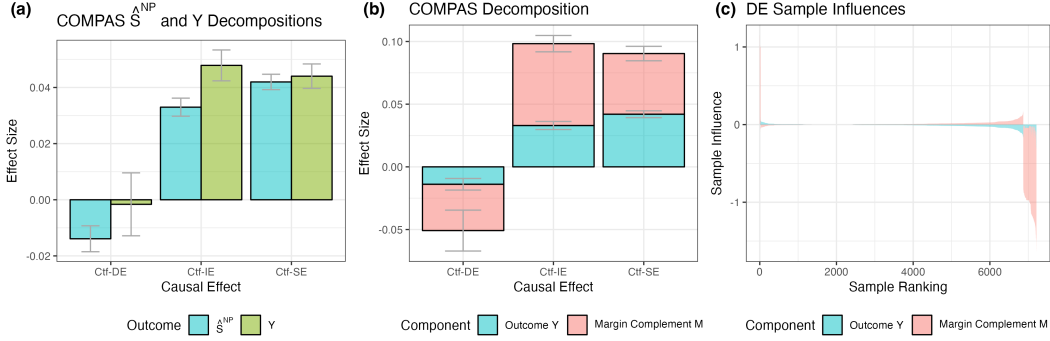 (a)
COMPAS Ŝ^NP and Y Decompositions
Effect Size
0.04
0.02
0.00
-0.02
Ctf-DE Ctf-IE Ctf-SE
Causal Effect
Outcome Ŝ^NP Y
(b)
COMPAS Decomposition
Effect Size
0.10
0.05
0.00
-0.05
Ctf-DE Ctf-IE Ctf-SE
Causal Effect
Component Outcome Y Margin Complement M
(c)
DE Sample Influences
Sample Influence
1
0
-1
0 2000 4000 6000
Sample Ranking
Component Outcome Y Margin Complement M